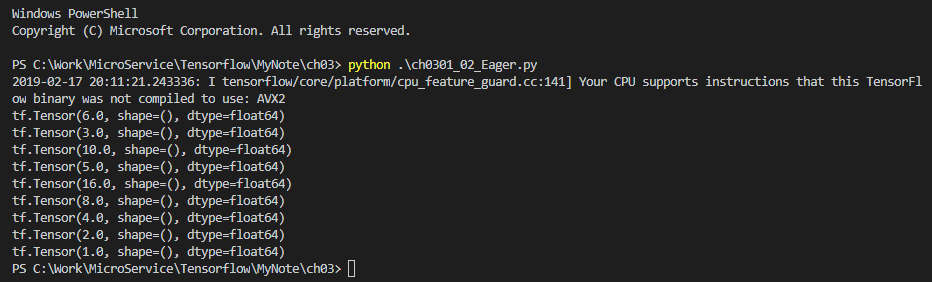 Windows PowerShell
Copyright (C) Microsoft Corporation. All rights reserved.
PS C:\Work\MicroService\Tensorflow\MyNote\ch03> python .\ch0301_02_Eager.py
2019-02-17 20:11:21.243336: I tensorflow/core/platform/cpu_feature_guard.cc:141] Your CPU supports instructions that this TensorFl
ow binary was not compiled to use: AVX2
tf.Tensor(6.0, shape=(), dtype=float64)
tf.Tensor(3.0, shape=(), dtype=float64)
tf.Tensor(10.0, shape=(), dtype=float64)
tf.Tensor(5.0, shape=(), dtype=float64)
tf.Tensor(16.0, shape=(), dtype=float64)
tf.Tensor(8.0, shape=(), dtype=float64)
tf.Tensor(4.0, shape=(), dtype=float64)
tf.Tensor(2.0, shape=(), dtype=float64)
tf.Tensor(1.0, shape=(), dtype=float64)
PS C:\Work\MicroService\Tensorflow\MyNote\ch03>